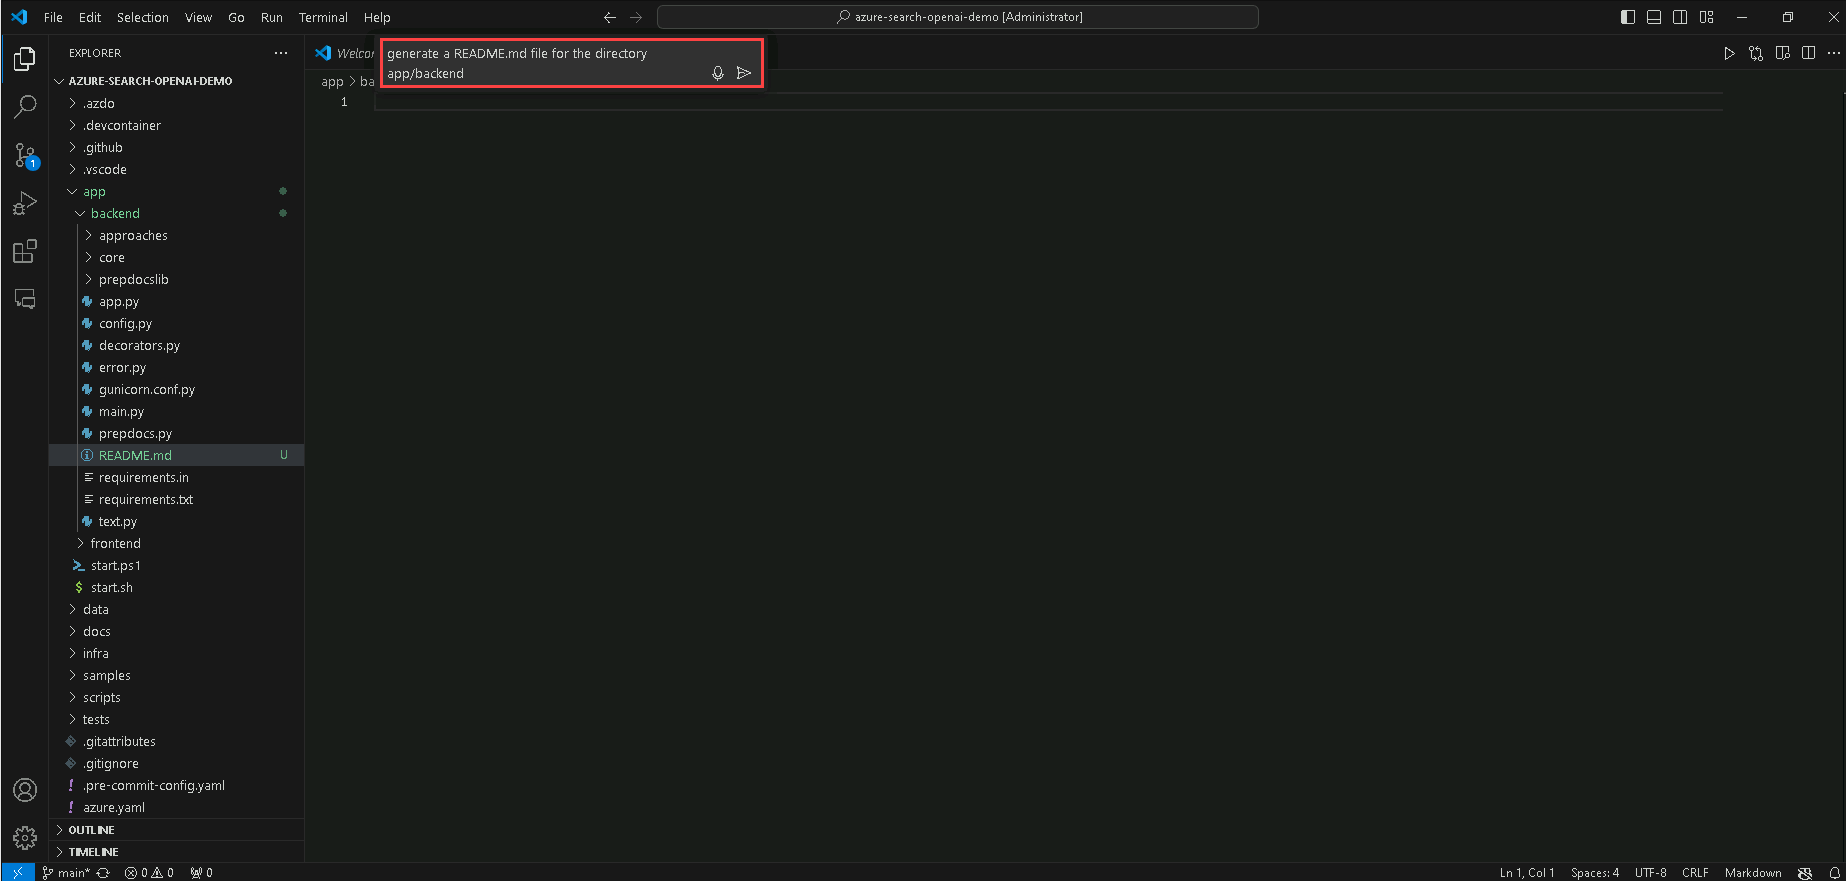 File Edit Selection View Go Run Terminal Help
azure-search-openai-demo [Administrator]
EXPLORER
AZURE-SEARCH-OPENAI-DEMO
.azdo
.devcontainer
.github
.vscode
app
backend
approaches
core
prepdocslib
app.py
config.py
decorators.py
error.py
gunicorn.conf.py
main.py
prepdocs.py
README.md U
requirements.in
requirements.txt
text.py
frontend
start.ps1
start.sh
data
docs
infra
samples
scripts
tests
.gitattributes
.gitignore
.pre-commit-config.yaml
azure.yaml
OUTLINE
TIMELINE
1
Welcor
generate a README.md file for the directory
app/backend
app > ba
1
main* 0 0 0
Ln 1, Col 1 Spaces: 4 UTF-8 CRLF Markdown